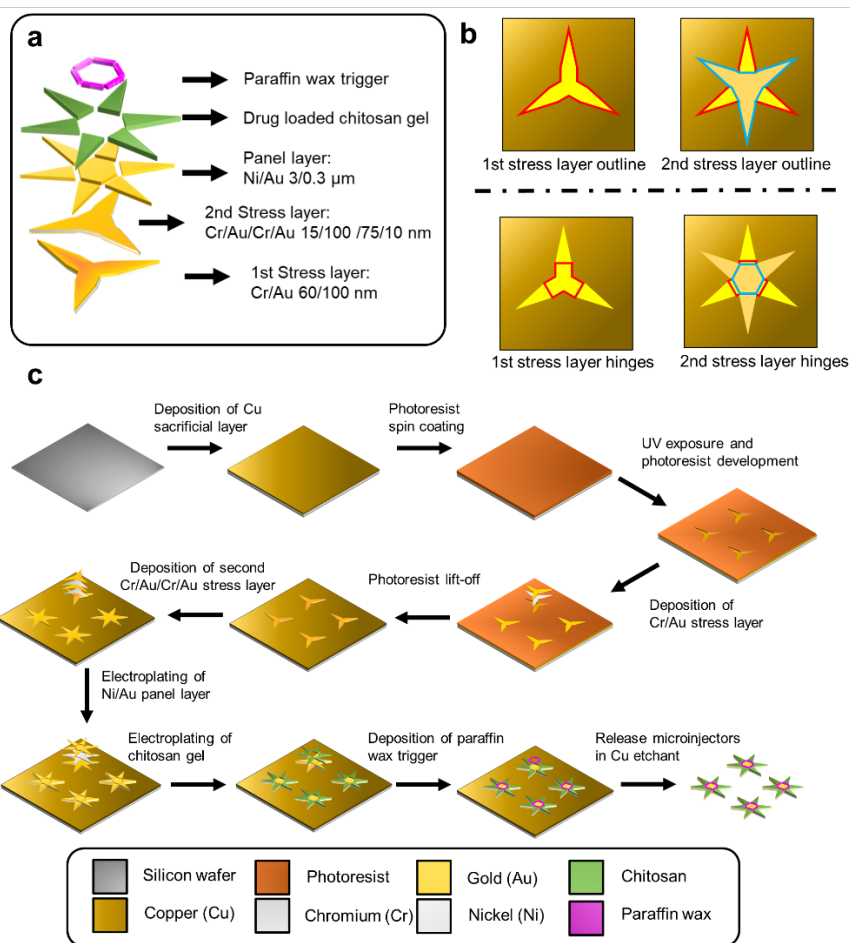 a
Paraffin wax trigger
Drug loaded chitosan gel
Panel layer:
Ni/Au 3/0.3 μm
2nd Stress layer:
Cr/Au/Cr/Au 15/100 /75/10 nm
1st Stress layer:
Cr/Au 60/100 nm
b
1st stress layer outline
2nd stress layer outline
1st stress layer hinges
2nd stress layer hinges
c
Deposition of Cu
sacrificial layer
Photoresist
spin coating
UV exposure and
photoresist development
Deposition of
Cr/Au stress layer
Photoresist lift-off
Deposition of second
Cr/Au/Cr/Au stress layer
Electroplating of
Ni/Au panel layer
Electroplating of
chitosan gel
Deposition of paraffin
wax trigger
Release microinjectors
in Cu etchant
Silicon wafer
Photoresist
Gold (Au)
Chitosan
Copper (Cu)
Chromium (Cr)
Nickel (Ni)
Paraffin wax